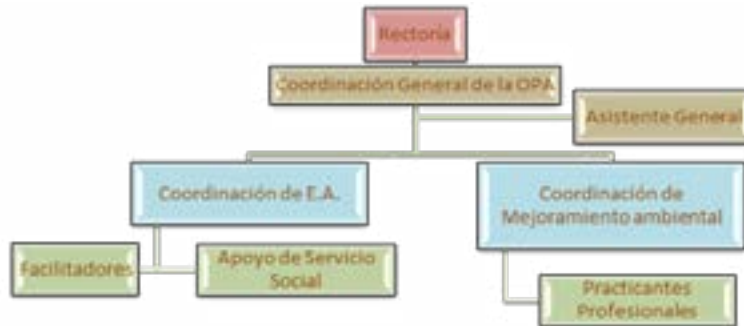 Rectoría
Coordinación General de la OPA
Asistente General
Coordinación de E.A.
Coordinación de
Mejoramiento ambiental
Facilitadores
Apoyo de Servicio
Social
Practicantes
Profesionales